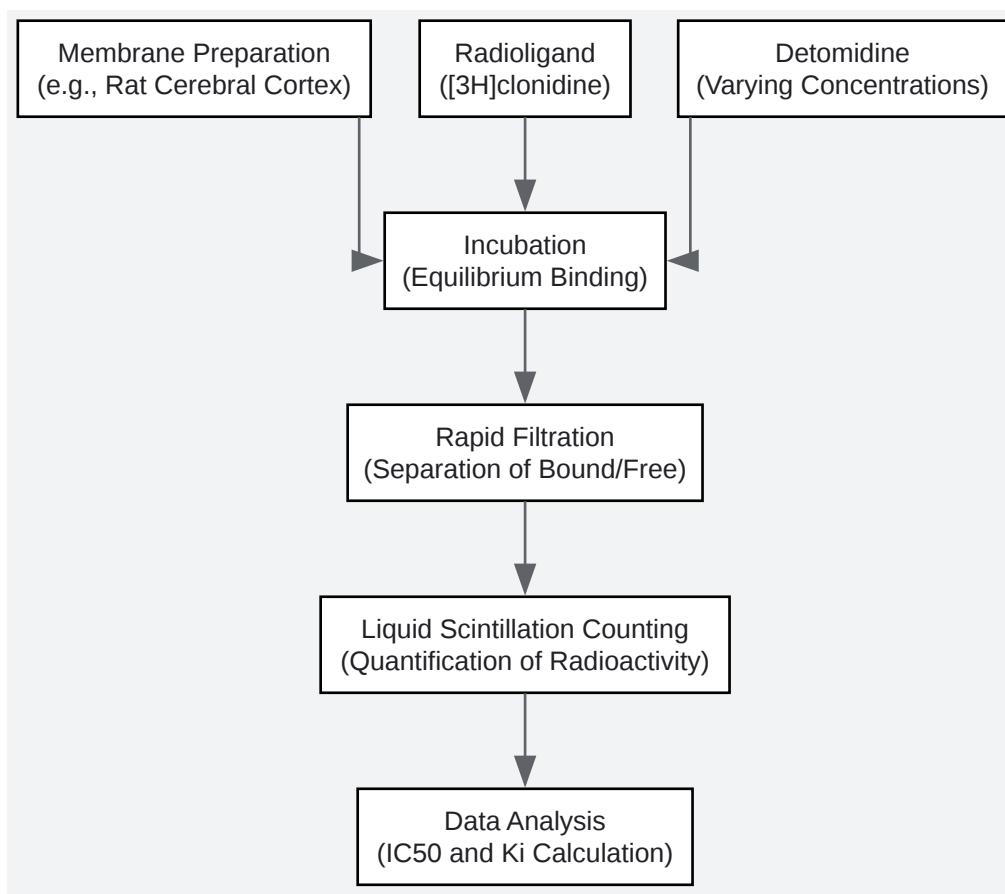 Membrane Preparation
(e.g., Rat Cerebral Cortex)
Radioligand
([3H]clonidine)
Detomidine
(Varying Concentrations)
Incubation
(Equilibrium Binding)
Rapid Filtration
(Separation of Bound/Free)
Liquid Scintillation Counting
(Quantification of Radioactivity)
Data Analysis
(IC50 and Ki Calculation)